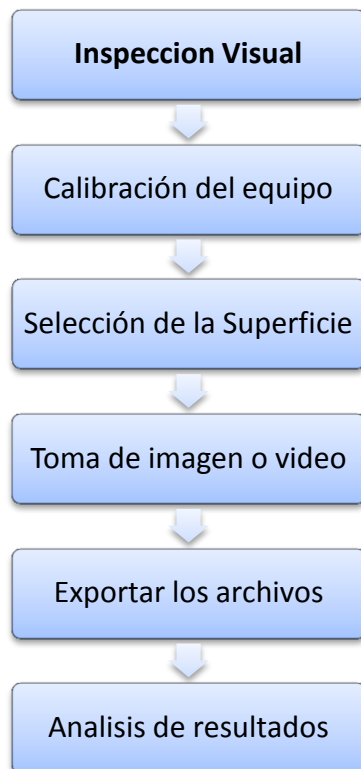 Inspeccion Visual
Calibración del equipo
Selección de la Superficie
Toma de imagen o video
Exportar los archivos
Analisis de resultados